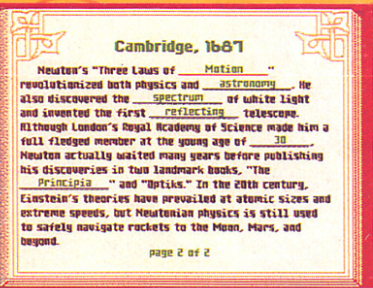 Cambridge, 1687
Newton's "Three Laws of Motion "
revolutionized both physics and astronomy. He
also discovered the spectrum of white light
and invented the first reflecting telescope.
Although London's Royal Academy of Science made him a
full fledged member at the young age of 30,
Newton actually waited many years before publishing
his discoveries in two landmark books, "The
Principia " and "Optiks." In the 20th century,
Einstein's theories have prevailed at atomic sizes and
extreme speeds, but Newtonian physics is still used
to safely navigate rockets to the Moon, Mars, and
beyond.
page 2 of 2